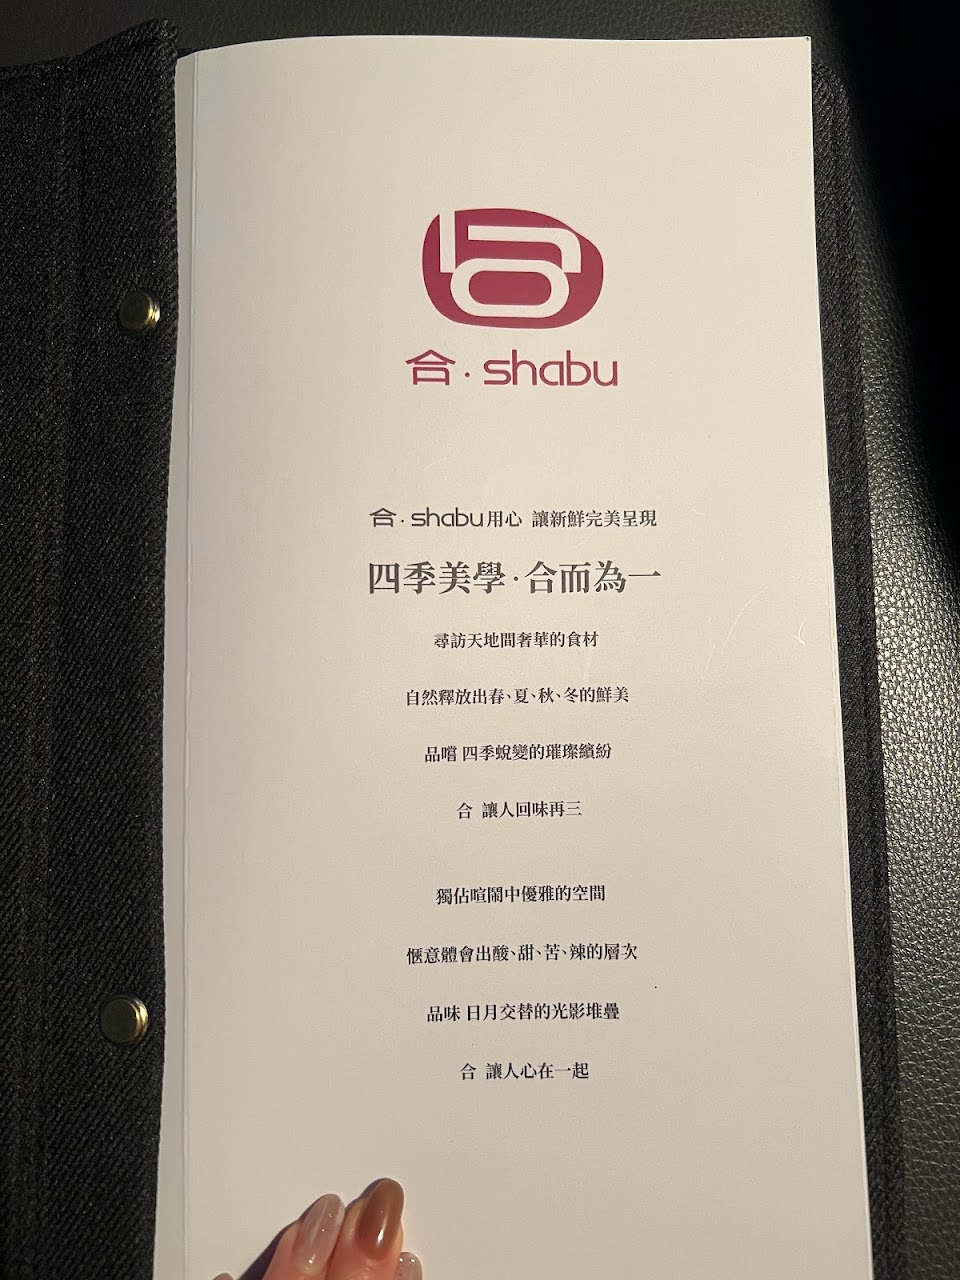 合·shabu
合·shabu用心 讓新鮮完美呈現
四季美學·合而為一
尋訪天地間奢華的食材
自然釋放出春、夏、秋、冬的鮮美
品嚐 四季蛻變的璀璨繽紛
合 讓人回味再三
獨佔喧鬧中優雅的空間
愜意體會出酸、甜、苦、辣的層次
品味 日月交替的光影堆疊
合 讓人心在一起